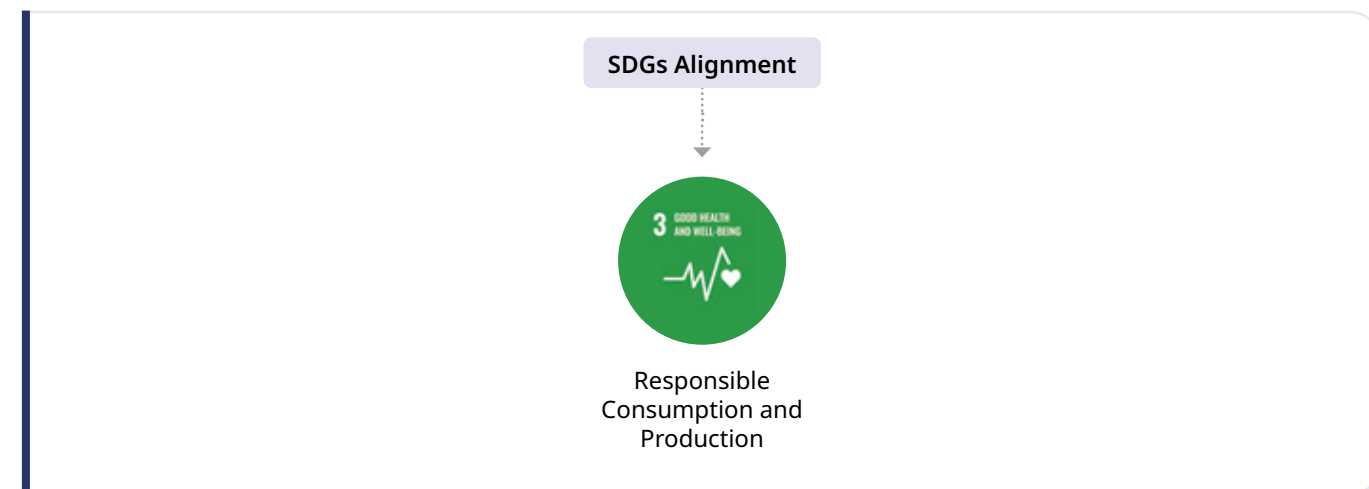 SDGs Alignment
3 GOOD HEALTH
AND WELL-BEING
Responsible
Consumption and
Production